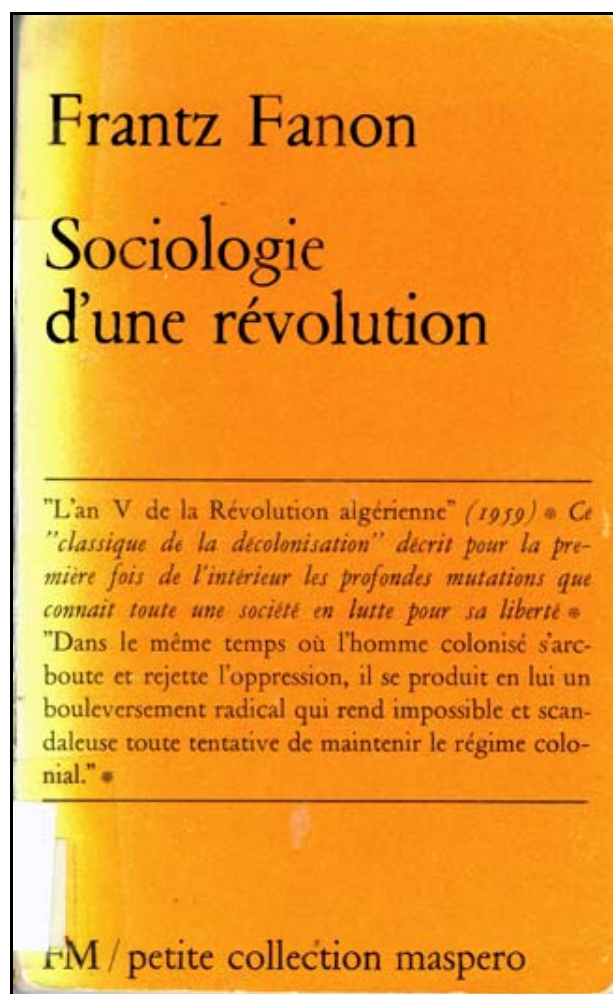 Frantz Fanon
Sociologie
d'une révolution
"L'an V de la Révolution algérienne" (1959) * Ce
"classique de la décolonisation" décrit pour la pre-
mière fois de l'intérieur les profondes mutations que
connait toute une société en lutte pour sa liberté *
"Dans le même temps où l'homme colonisé s'arc-
boute et rejette l'oppression, il se produit en lui un
bouleversement radical qui rend impossible et scan-
daleuse toute tentative de maintenir le régime colo-
nial." *
FM / petite collection maspero